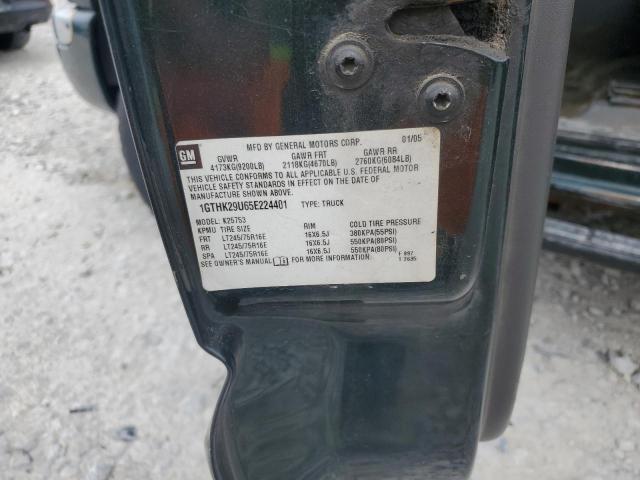 MFD BY GENERAL MOTORS CORP. 01/05
GM GVWR GAWR FRT GAWR RR
4173KG(9200LB) 2118KG(4670LB) 2760KG(6084LB)
THIS VEHICLE CONFORMS TO ALL APPLICABLE U.S. FEDERAL MOTOR
VEHICLE SAFETY STANDARDS IN EFFECT ON THE DATE OF
MANUFACTURE SHOWN ABOVE.
1GTHK29U65E224401 TYPE: TRUCK
MODEL: K25753
KPMU TIRE SIZE RIM COLD TIRE PRESSURE
FRT LT245/75R16E 16X6.5J 380KPA(55PSI)
RR LT245/75R16E 16X6.5J 550KPA(80PSI)
SPA LT245/75R16E 16X6.5J 550KPA(80PSI)
SEE OWNER'S MANUAL FOR MORE INFORMATION. F 897
T 7635